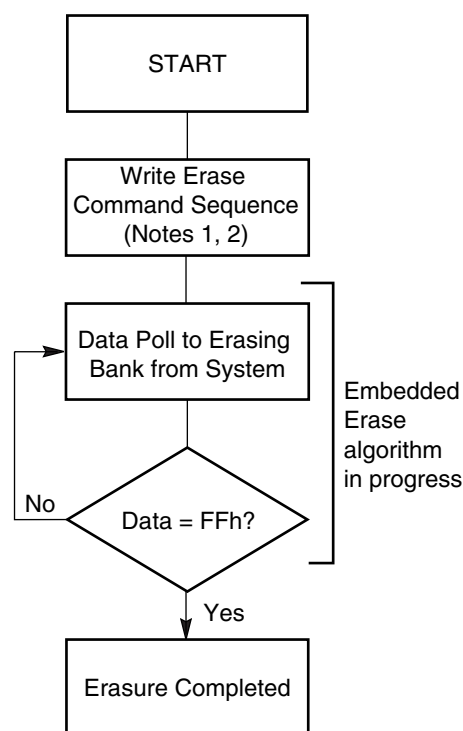 START
Write Erase
Command Sequence
(Notes 1, 2)
Data Poll to Erasing
Bank from System
Embedded
Erase
algorithm
in progress
No
Data = FFh?
Yes
Erasure Completed